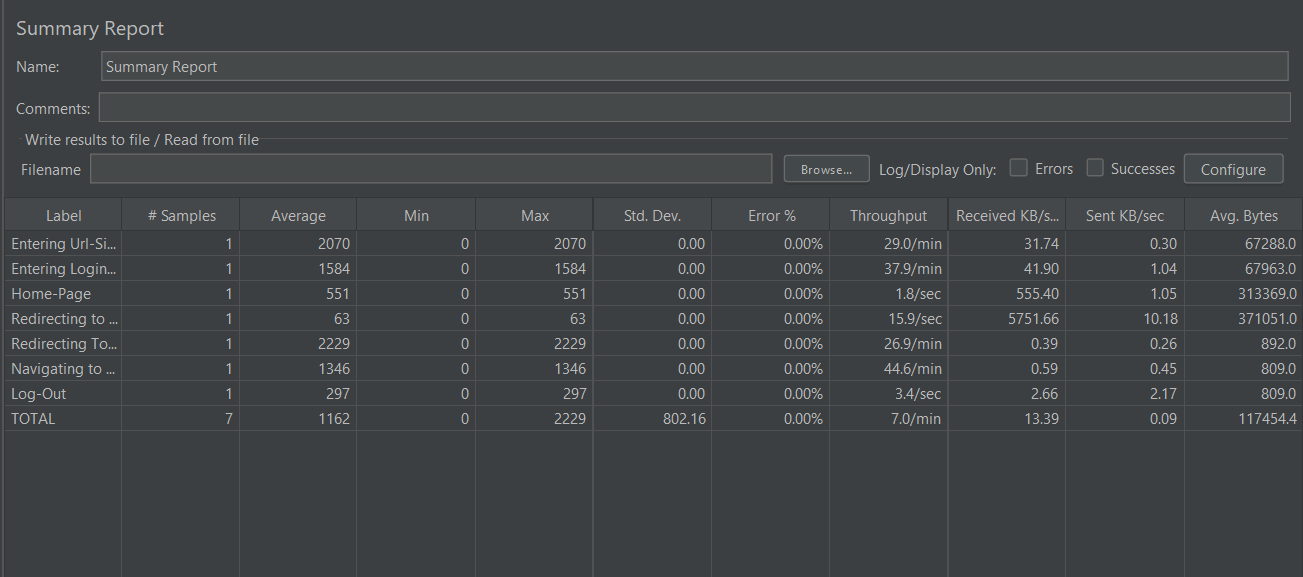 Summary Report
Name: Summary Report
Comments:
Write results to file / Read from file
Filename Browse... Log/Display Only: Errors Successes Configure
Label # Samples Average Min Max Std. Dev. Error % Throughput Received KB/s... Sent KB/sec Avg. Bytes
Entering Url-Si... 1 2070 0 2070 0.00 0.00% 29.0/min 31.74 0.30 67288.0
Entering Login... 1 1584 0 1584 0.00 0.00% 37.9/min 41.90 1.04 67963.0
Home-Page 1 551 0 551 0.00 0.00% 1.8/sec 555.40 1.05 313369.0
Redirecting to ... 1 63 0 63 0.00 0.00% 15.9/sec 5751.66 10.18 371051.0
Redirecting To... 1 2229 0 2229 0.00 0.00% 26.9/min 0.39 0.26 892.0
Navigating to ... 1 1346 0 1346 0.00 0.00% 44.6/min 0.59 0.45 809.0
Log-Out 1 297 0 297 0.00 0.00% 3.4/sec 2.66 2.17 809.0
TOTAL 7 1162 0 2229 802.16 0.00% 7.0/min 13.39 0.09 117454.4